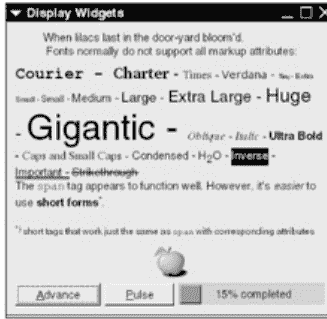 Display Widgets
When lilacs last in the door-yard bloom'd.
Fonts normally do not support all markup attributes:
Courier - Charter - Times - Verdana -
Small - Small - Medium - Large - Extra Large - Huge
- Gigantic - Oblique - Italic - Ultra Bold
- Caps and Small Caps - Condensed - H2O - Inverse -
Important - Strikethrough
The span tag appears to function well. However, it's easier to
use short forms*.
*) short tags that work just the same as span with corresponding attributes
Advance Pulse 15% completed